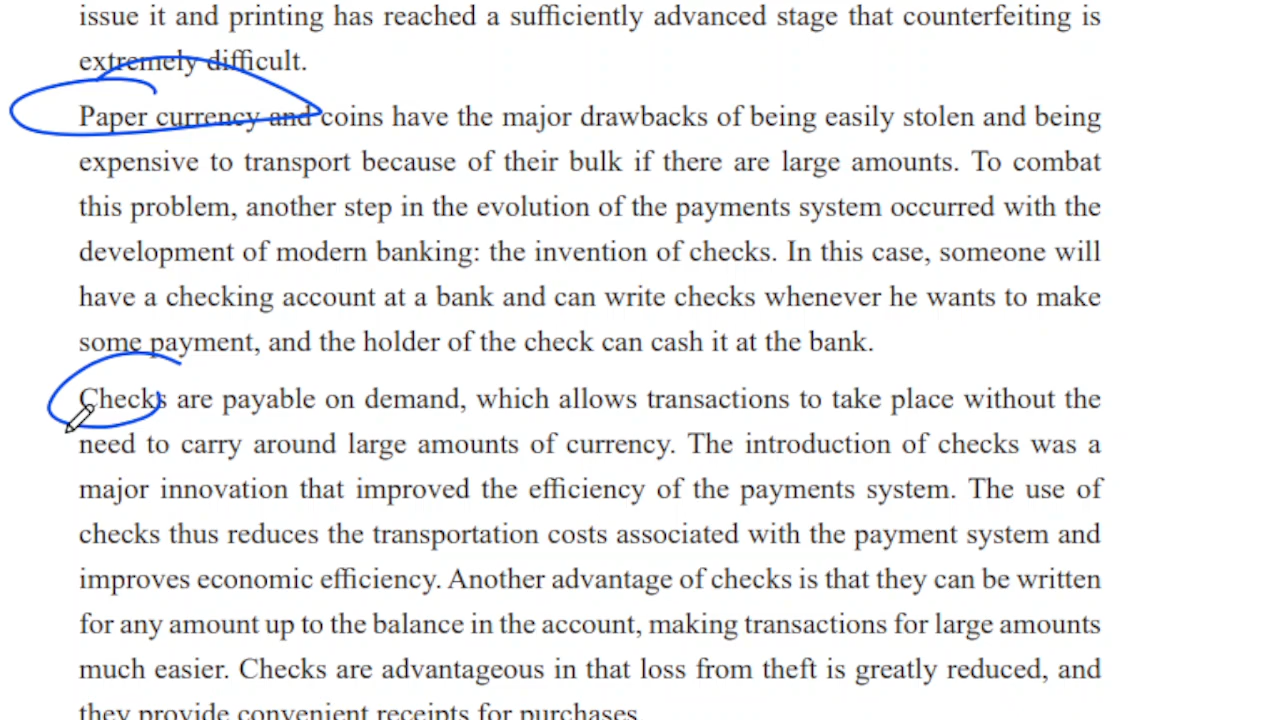 issue it and printing has reached a sufficiently advanced stage that counterfeiting is
extremely difficult.
Paper currency and coins have the major drawbacks of being easily stolen and being
expensive to transport because of their bulk if there are large amounts. To combat
this problem, another step in the evolution of the payments system occurred with the
development of modern banking: the invention of checks. In this case, someone will
have a checking account at a bank and can write checks whenever he wants to make
some payment, and the holder of the check can cash it at the bank.
Checks are payable on demand, which allows transactions to take place without the
need to carry around large amounts of currency. The introduction of checks was a
major innovation that improved the efficiency of the payments system. The use of
checks thus reduces the transportation costs associated with the payment system and
improves economic efficiency. Another advantage of checks is that they can be written
for any amount up to the balance in the account, making transactions for large amounts
much easier. Checks are advantageous in that loss from theft is greatly reduced, and
they provide convenient receipts for purchases.